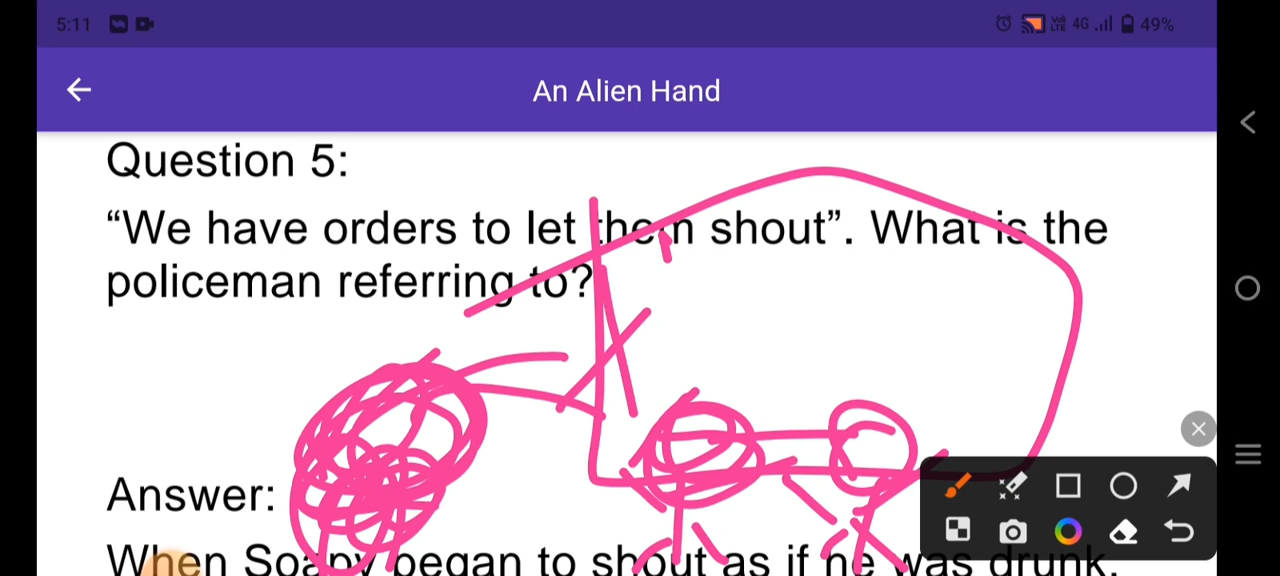 5:11 4G 49%
An Alien Hand
Question 5:
“We have orders to let them shout”. What is the
policeman referring to?
Answer:
When Soapy began to shout as if he was drunk,